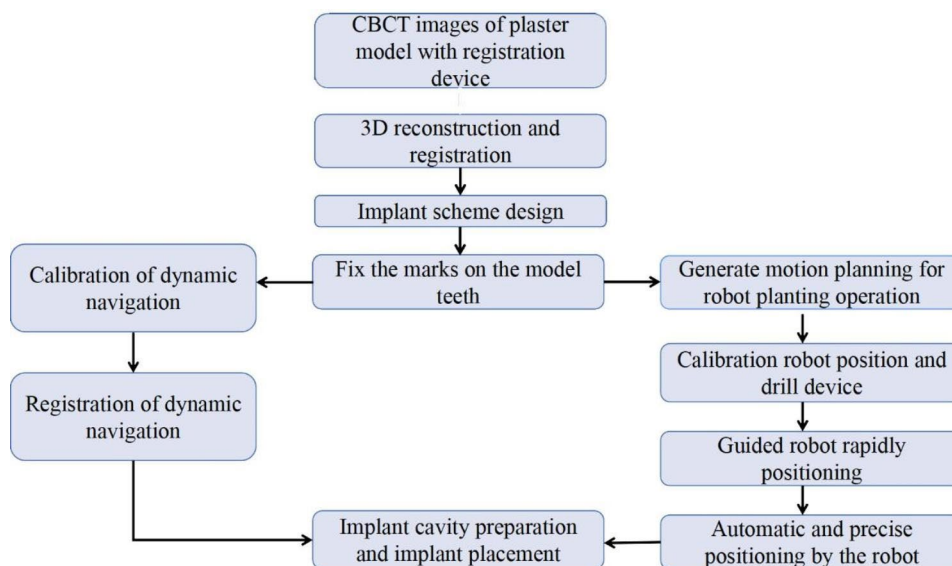 CBCT images of plaster
model with registration
device
3D reconstruction and
registration
Implant scheme design
Fix the marks on the model
teeth
Calibration of dynamic
navigation
Registration of dynamic
navigation
Generate motion planning for
robot planting operation
Calibration robot position and
drill device
Guided robot rapidly
positioning
Automatic and precise
positioning by the robot
Implant cavity preparation
and implant placement